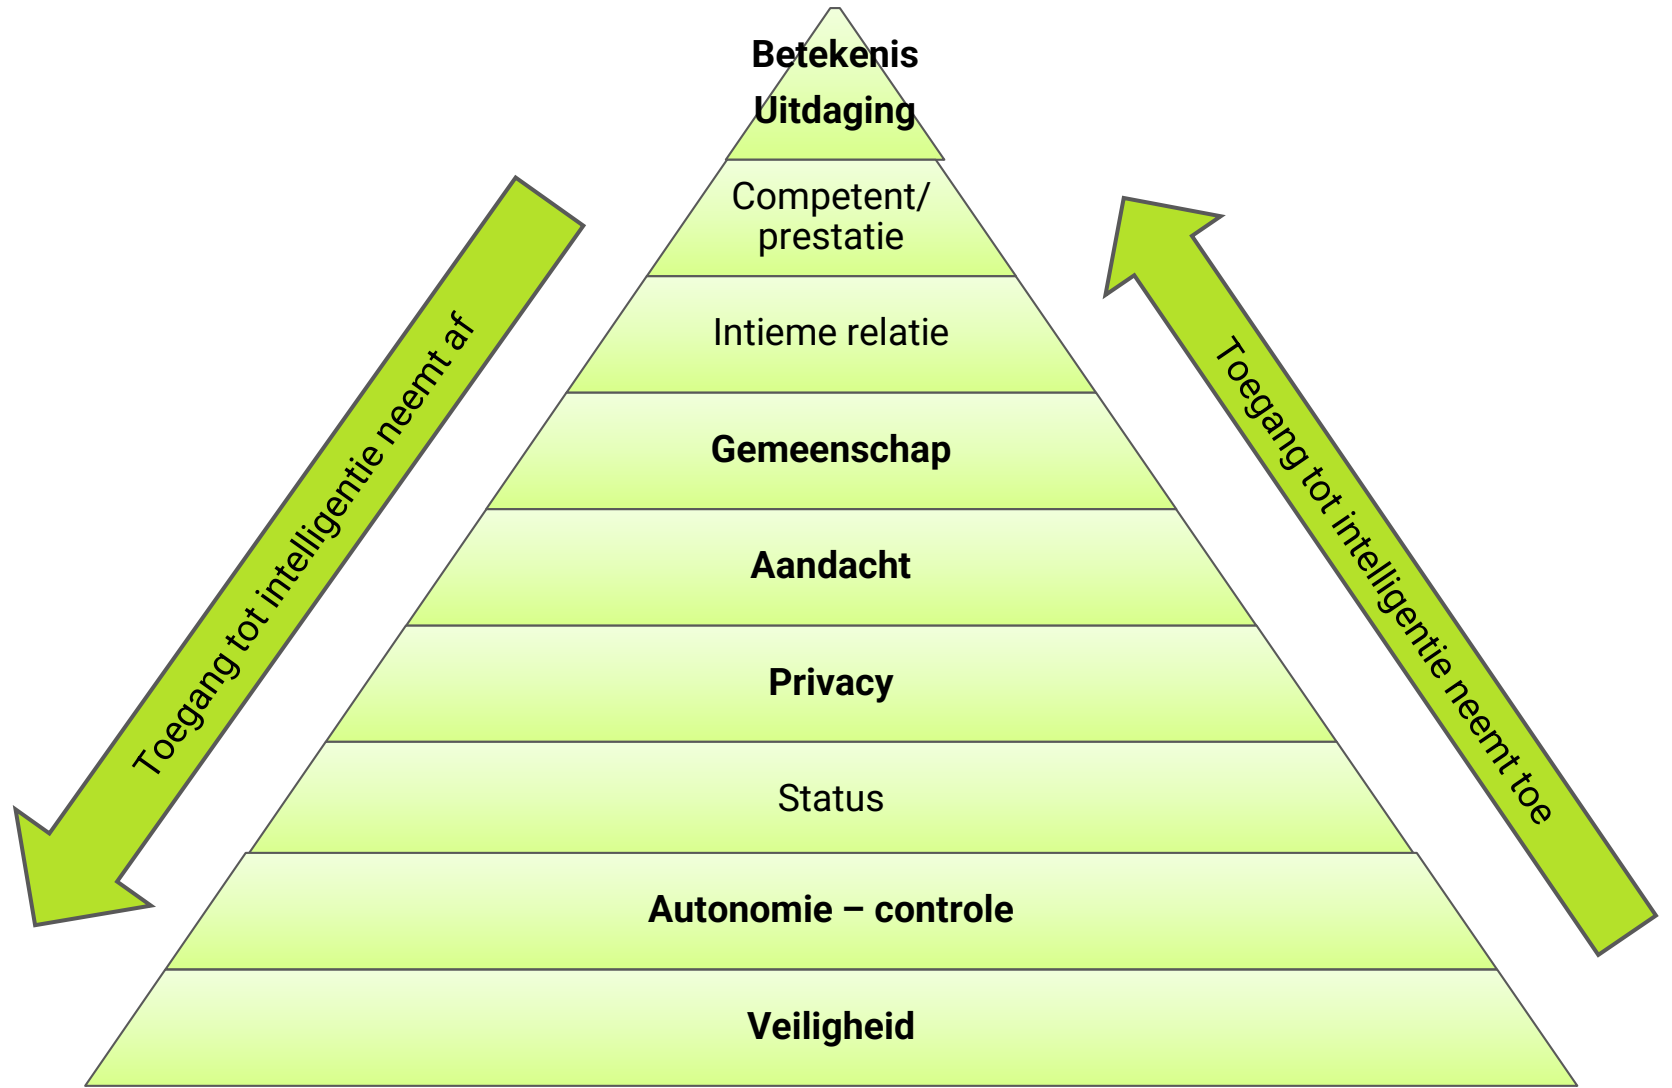 Betekenis
Uitdaging
Competent/
prestatie
Intieme relatie
Gemeenschap
Aandacht
Privacy
Status
Autonomie – controle
Veiligheid
Toegang tot intelligentie neemt af
Toegang tot intelligentie neemt toe